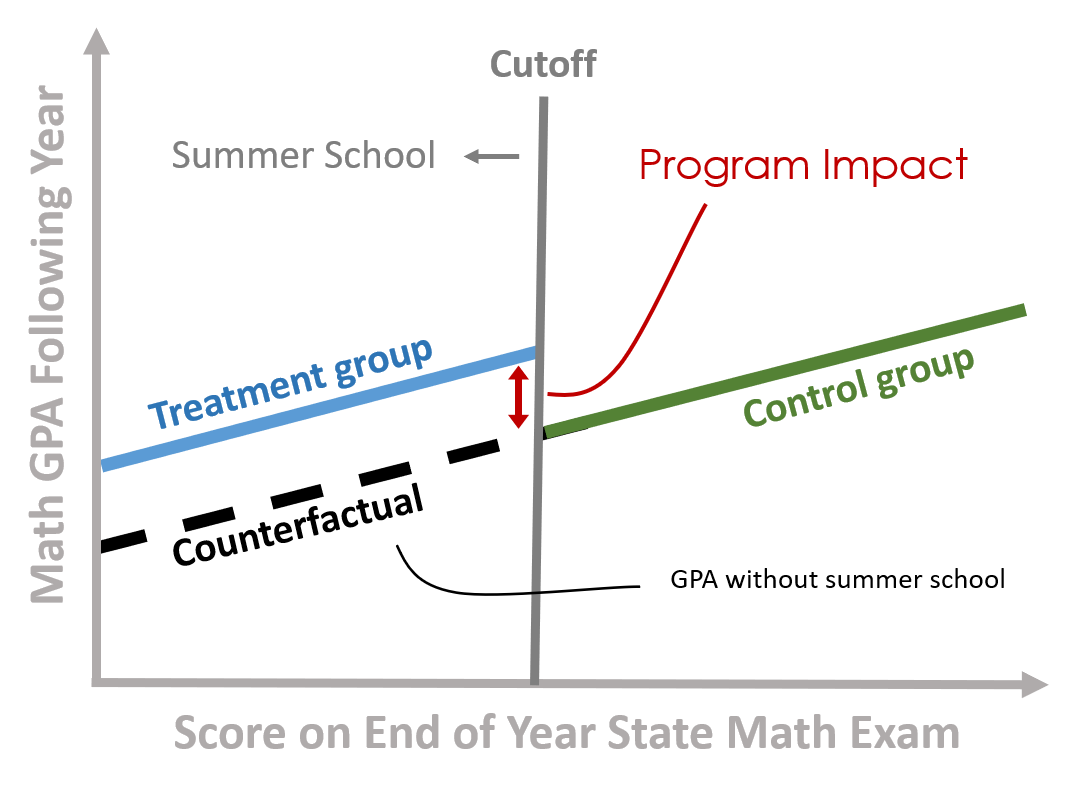 Cutoff
Summer School
Program Impact
Math GPA Following Year
Treatment group
Control group
Counterfactual
GPA without summer school
Score on End of Year State Math Exam